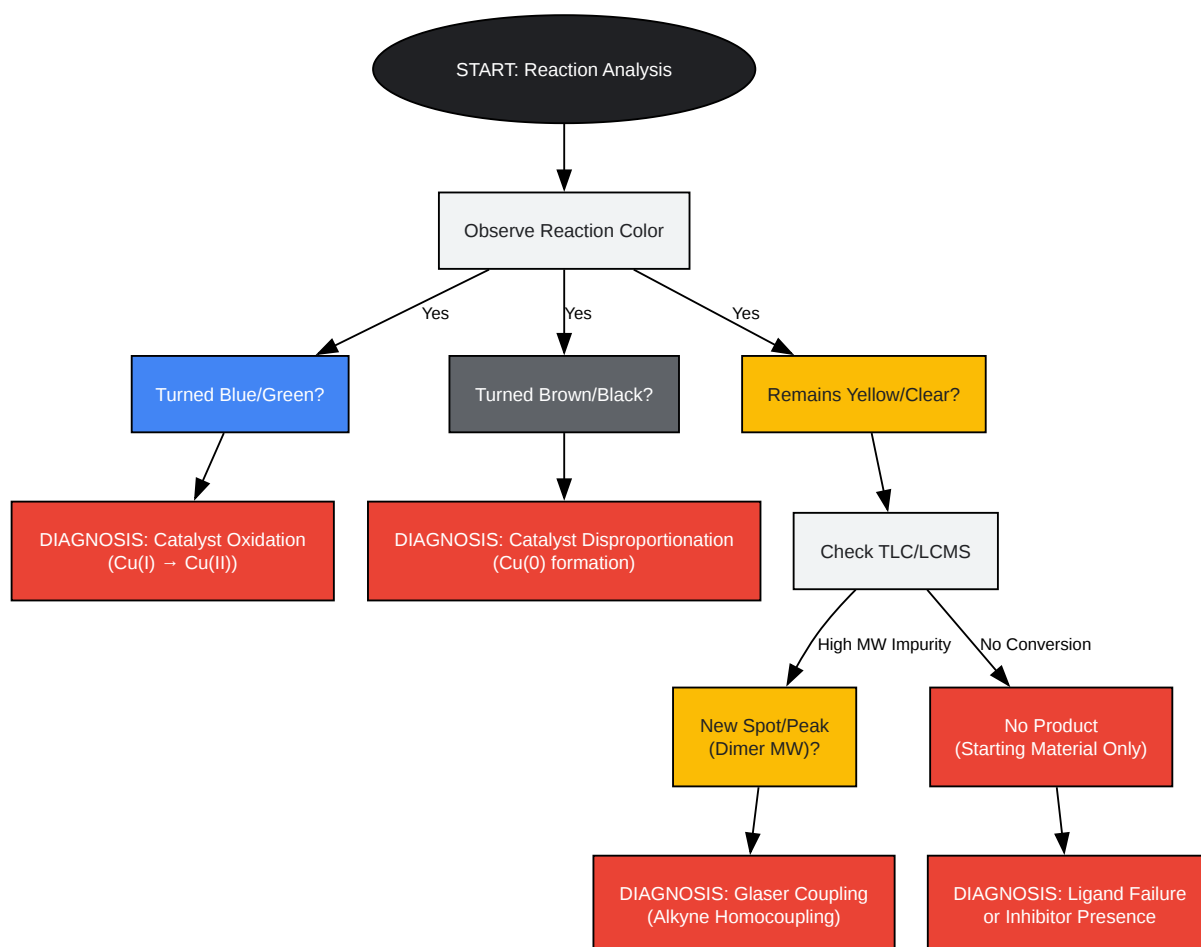 START: Reaction Analysis
Observe Reaction Color
Yes
Yes
Yes
Turned Blue/Green?
Turned Brown/Black?
Remains Yellow/Clear?
DIAGNOSIS: Catalyst Oxidation
(Cu(I) → Cu(II))
DIAGNOSIS: Catalyst Disproportionation
(Cu(0) formation)
Check TLC/LCMS
High MW Impurity
No Conversion
New Spot/Peak
(Dimer MW)?
No Product
(Starting Material Only)
DIAGNOSIS: Glaser Coupling
(Alkyne Homocoupling)
DIAGNOSIS: Ligand Failure
or Inhibitor Presence